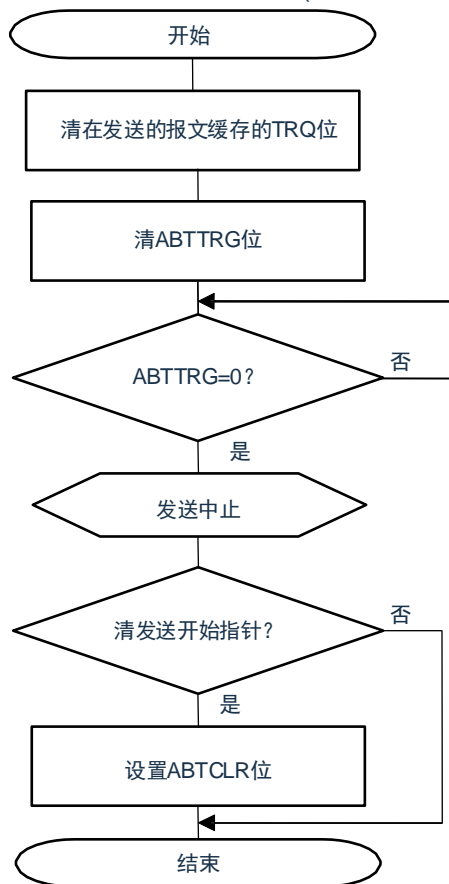 开始
清在发送的报文缓存的TRQ位
清ABTTRG位
ABTTRG=0?
否
是
发送中止
清发送开始指针?
否
是
设置ABTCLR位
结束